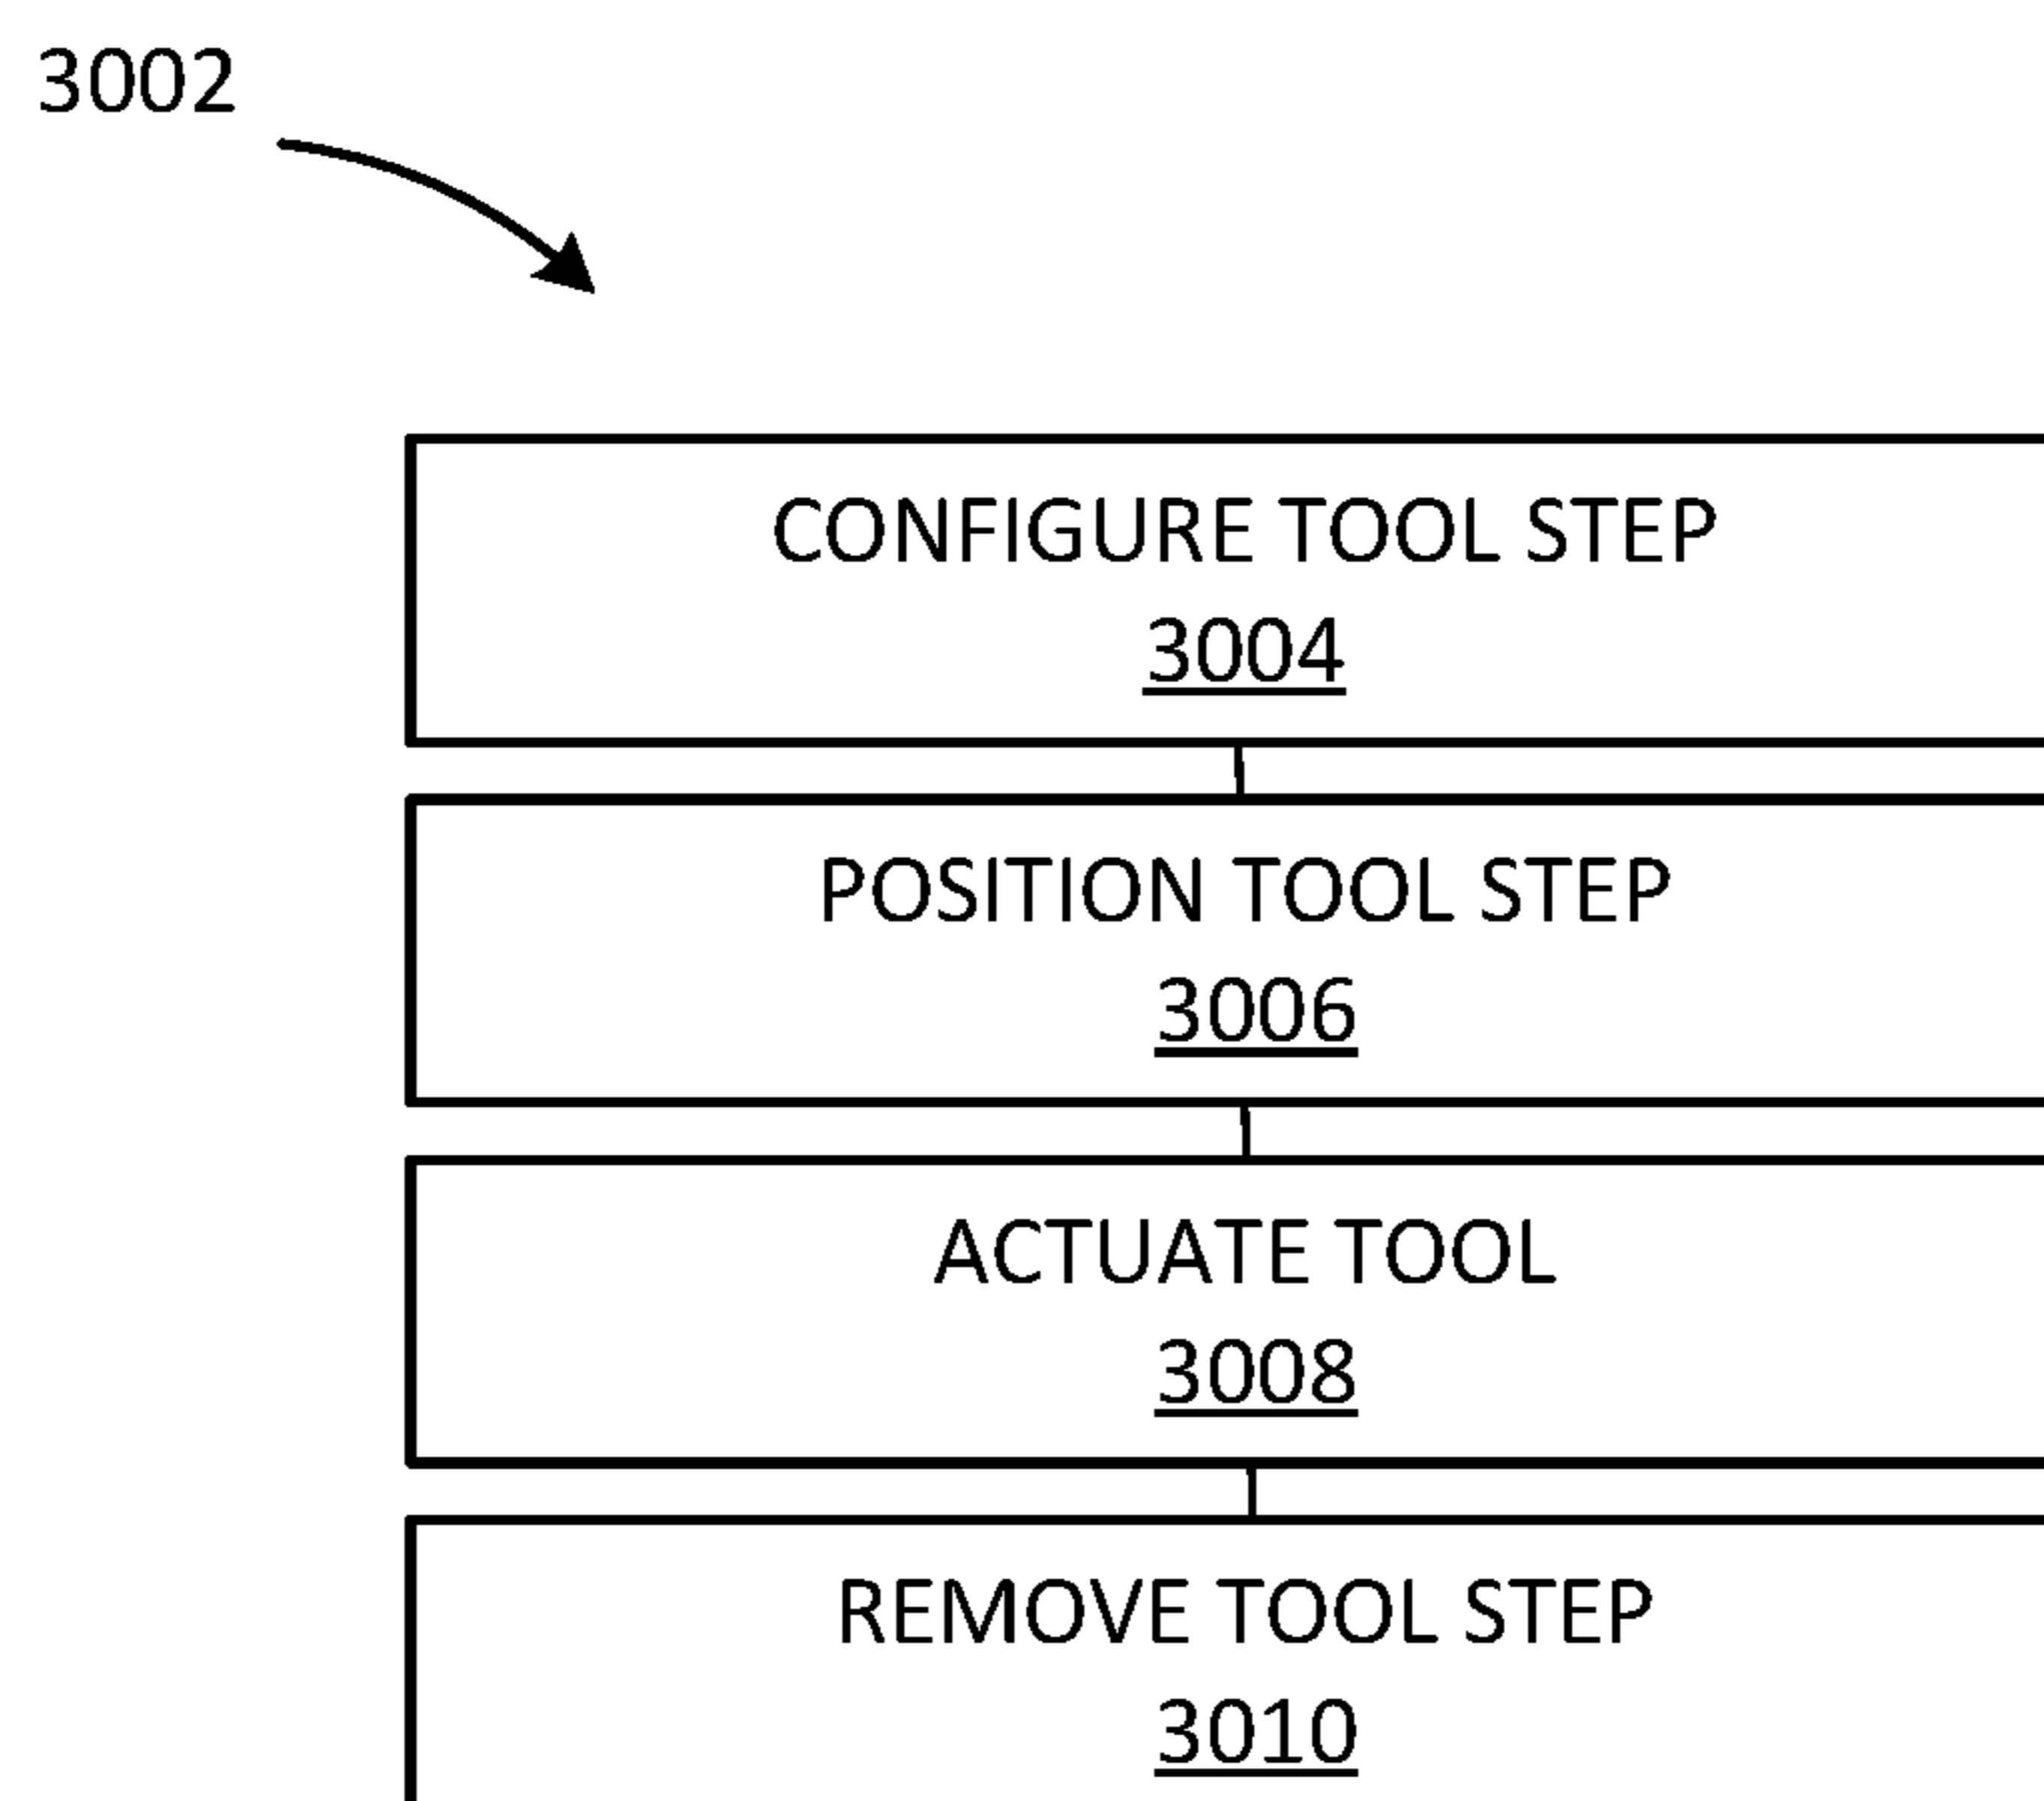 3002
CONFIGURE TOOL STEP
3004
POSITION TOOL STEP
3006
ACTUATE TOOL
3008
REMOVE TOOL STEP
3010